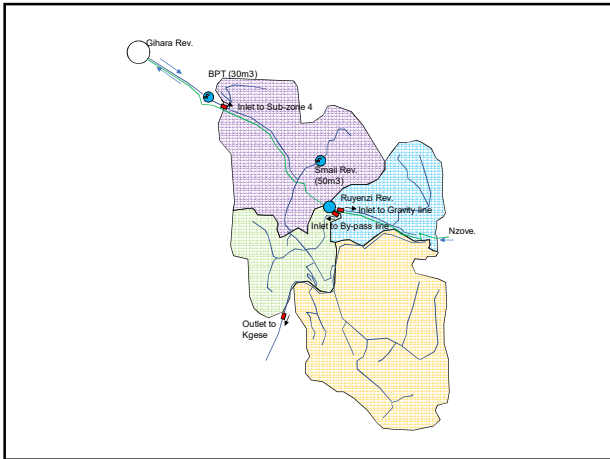 Gihara Rev.
BPT (30m3)
Inlet to Sub-zone 4
Small Rev.
(50m3)
Ruyenzi Rev.
Inlet to Gravity line
Inlet to By-pass line
Nzove.
Outlet to
Kgese